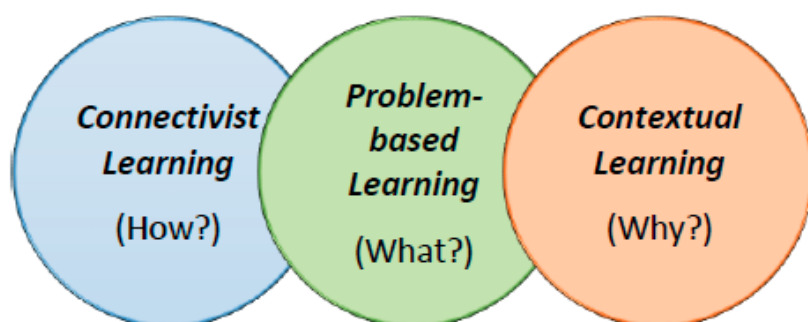 Connectivist
Learning
(How?)
Problem-
based
Learning
(What?)
Contextual
Learning
(Why?)